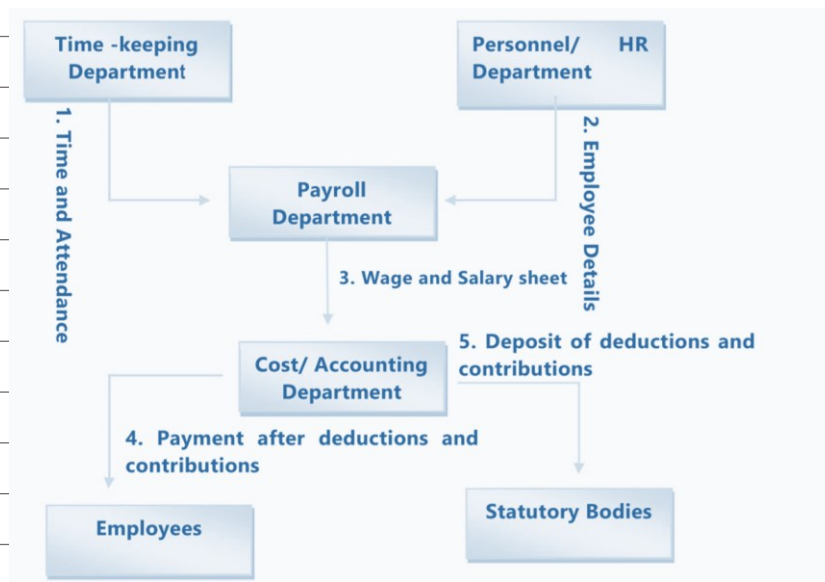 Time -keeping
Department
Personnel/ HR
Department
1. Time and Attendance
2. Employee Details
Payroll
Department
3. Wage and Salary sheet
Cost/ Accounting
Department
5. Deposit of deductions and
contributions
4. Payment after deductions and
contributions
Employees
Statutory Bodies